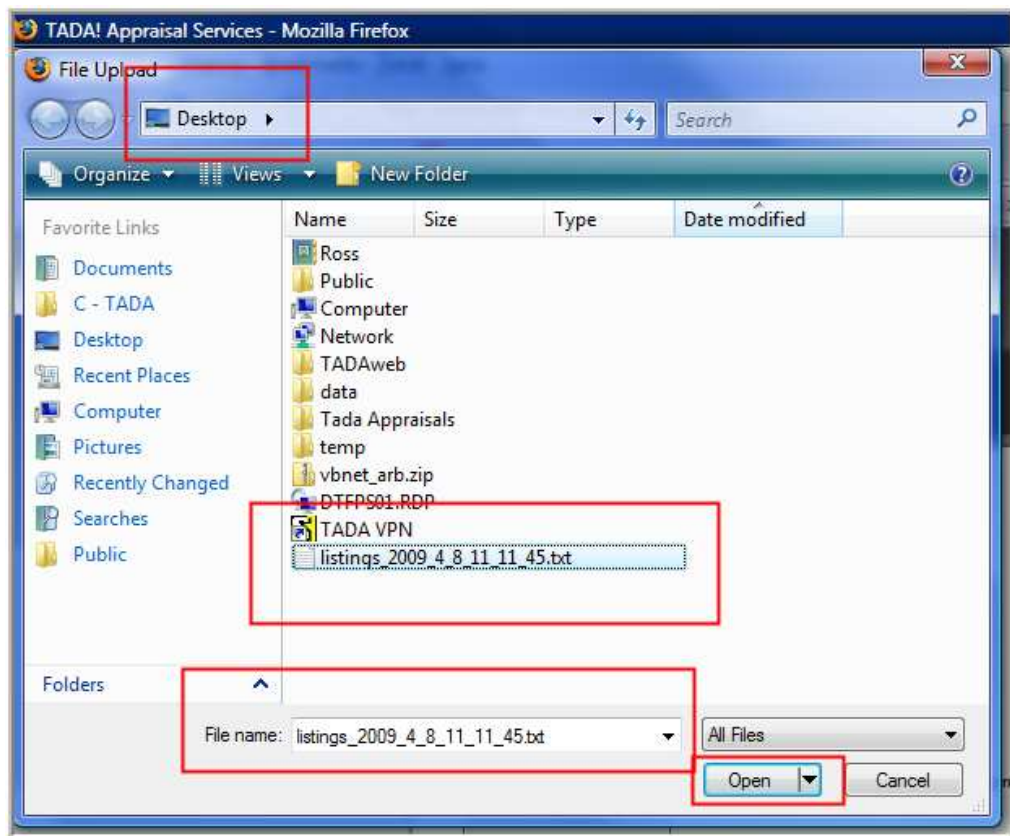 TADA! Appraisal Services - Mozilla Firefox
File Upload
Desktop
Search
Organize Views New Folder
Favorite Links
Documents
C - TADA
Desktop
Recent Places
Computer
Pictures
Recently Changed
Searches
Public
Folders
Name Size Type Date modified
Ross
Public
Computer
Network
TADAweb
data
Tada Appraisals
temp
vbnet_arb.zip
DTFPS01.RDP
TADA VPN
listings_2009_4_8_11_11_45.txt
File name: listings_2009_4_8_11_11_45.txt All Files
Open Cancel